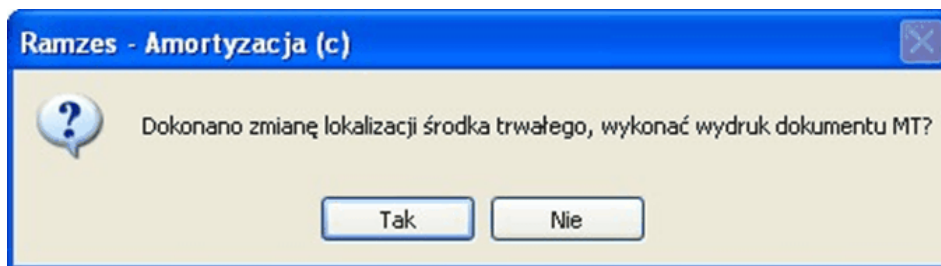 Ramzes - Amortyzacja (c)
Dokonano zmianę lokalizacji środka trwałego, wykonać wydruk dokumentu MT?
Tak
Nie